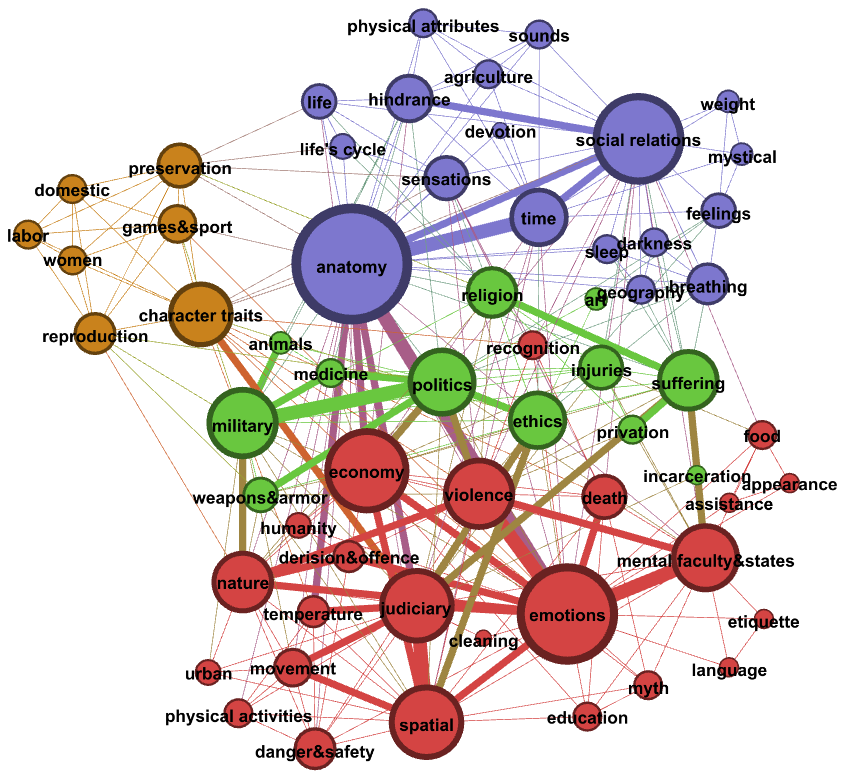 physical attributes
sounds
agriculture
life
hindrance
weight
devotion
social relations
life's cycle
mystical
preservation
sensations
domestic
feelings
time
games&sport
labor
darkness
sleep
women
anatomy
breathing
geography
religion
art
character traits
reproduction
animals
recognition
medicine
injuries
politics
suffering
military
ethics
privation
food
economy
incarceration
appearance
violence
weapons&armor
death
assistance
humanity
derision&offence
mental faculty&states
nature
judiciary
emotions
temperature
etiquette
cleaning
movement
language
urban
myth
physical activities
education
spatial
danger&safety